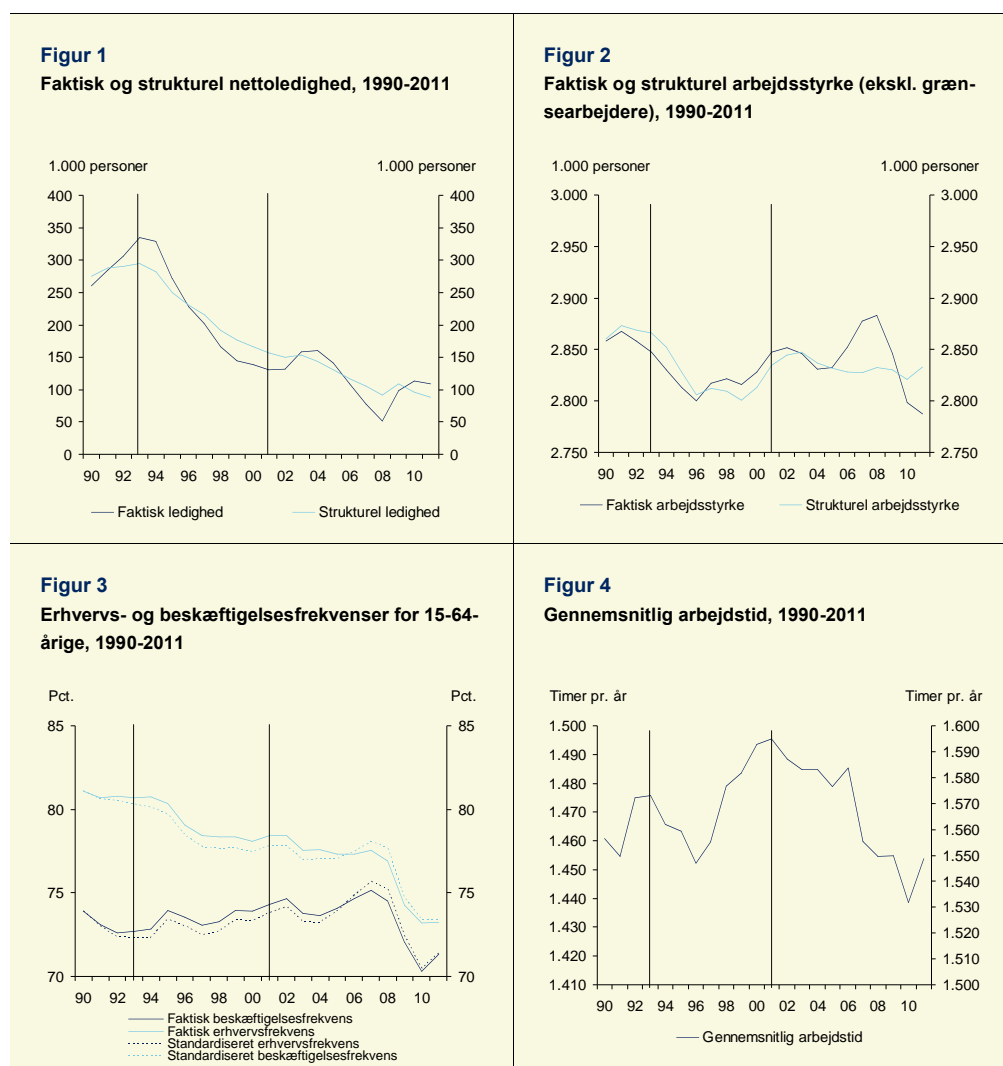 Figur 1
Faktisk og strukturel nettoledighed, 1990-2011
1.000 personer 1.000 personer
400 400
350 350
300 300
250 250
200 200
150 150
100 100
50 50
0 0
90 92 94 96 98 00 02 04 06 08 10
Faktisk ledighed Strukturel ledighed
Figur 2
Faktisk og strukturel arbejdsstyrke (ekskl. græn-
searbejdere), 1990-2011
1.000 personer 1.000 personer
3.000 3.000
2.950 2.950
2.900 2.900
2.850 2.850
2.800 2.800
2.750 2.750
90 92 94 96 98 00 02 04 06 08 10
Faktisk arbejdsstyrke Strukturel arbejdsstyrke
Figur 3
Erhvervs- og beskæftigelsesfrekvenser for 15-64-
årige, 1990-2011
Pct. Pct.
85 85
80 80
75 75
70 70
90 92 94 96 98 00 02 04 06 08 10
Faktisk beskæftigelsesfrekvens
Faktisk erhvervsfrekvens
Standardiseret erhvervsfrekvens
Standardiseret beskæftigelsesfrekvens
Figur 4
Gennemsnitlig arbejdstid, 1990-2011
Timer pr. år Timer pr. år
1.500 1.600
1.490 1.590
1.480 1.580
1.470 1.570
1.460 1.560
1.450 1.550
1.440 1.540
1.430 1.530
1.420 1.520
1.410 1.510
1.500
90 92 94 96 98 00 02 04 06 08 10
Gennemsnitlig arbejdstid